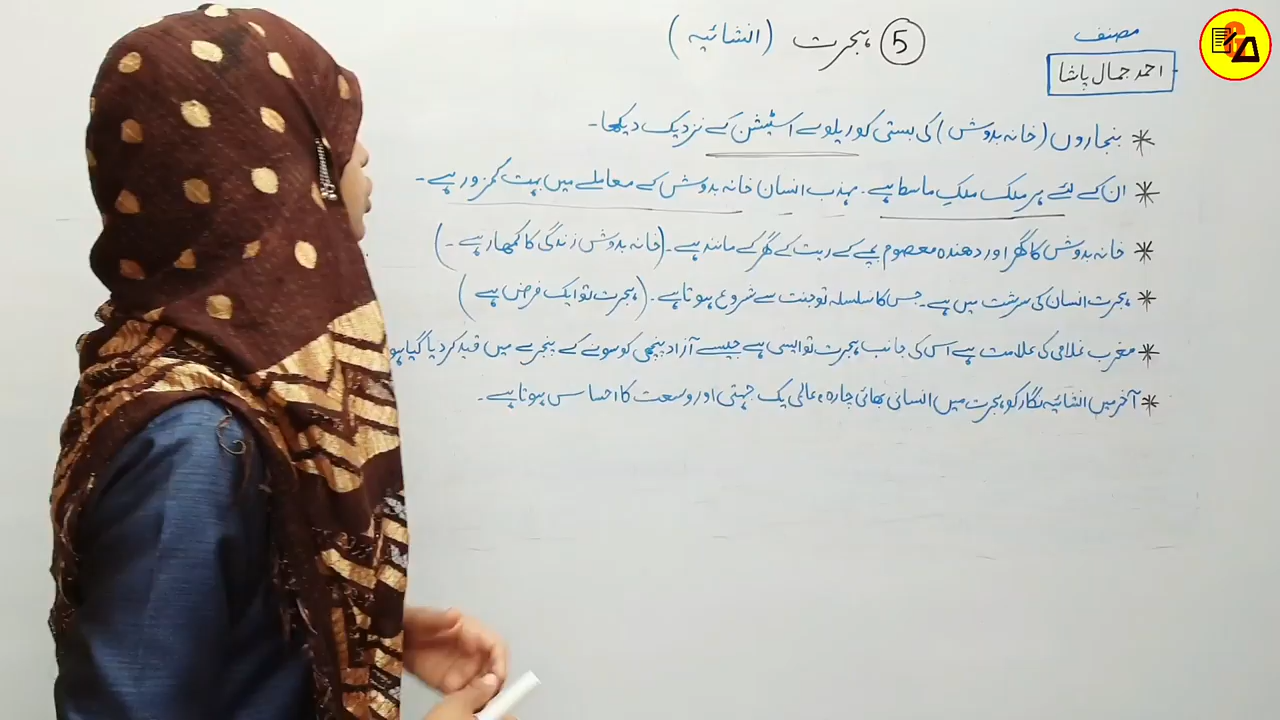 مصنف
احمد جمال پاشا
5 ہجرت (انشائیہ)
* بنجاروں (خانہ بدوش) کی بستی کو ریلوے اسٹیشن کے نزدیک دیکھا۔
* ان کے لئے ہر ملک ملکِ ما سط ہے۔ مہذب انسان خانہ بدوش کے معاملے میں بہت کمزور ہے۔
* خانہ بدوش کا گھر اور دھندہ معصوم بچے کے ریت کے گھر کے مانند ہے۔ (خانہ بدوش زندگی کا کمھار ہے۔)
* ہجرت انسان کی سرشت میں ہے۔ جس کا سلسلہ تو جنت سے شروع ہوتا ہے۔ (ہجرت تو ایک فرض ہے)
* مغرب غلامی کی علامت ہے اس کی جانب ہجرت تو ایسی ہے جیسے آزاد پنچھی کو سونے کے پنجرے میں قید کر دیا گیا ہو
* آخر میں انشائیہ نگار کو ہجرت میں انسانی بھائی چارہ، عالمی یک جہتی اور وسعت کا احساس ہوتا ہے۔